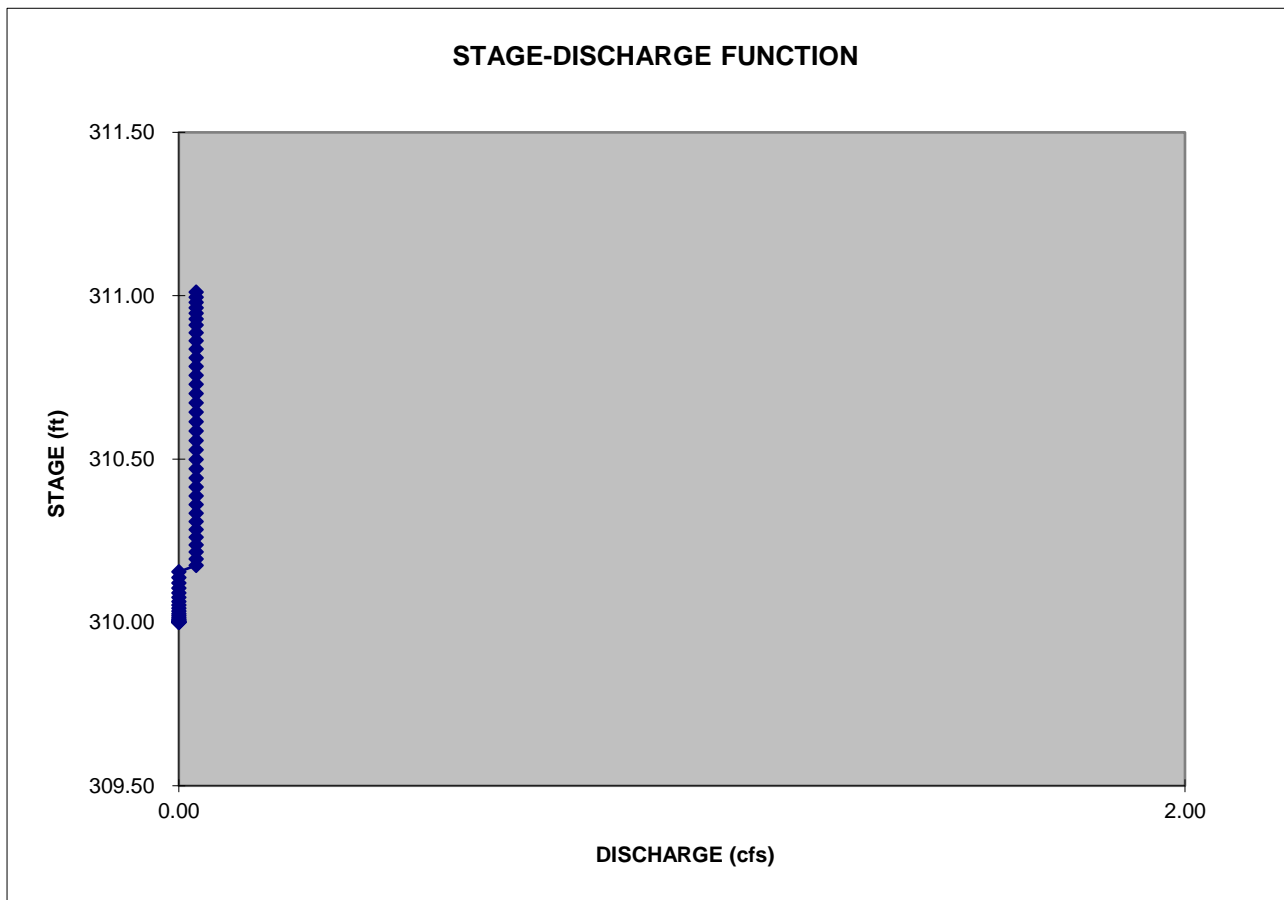 STAGE-DISCHARGE FUNCTION
311.50
311.00
310.50
310.00
309.50
STAGE (ft)
0.00 2.00
DISCHARGE (cfs)